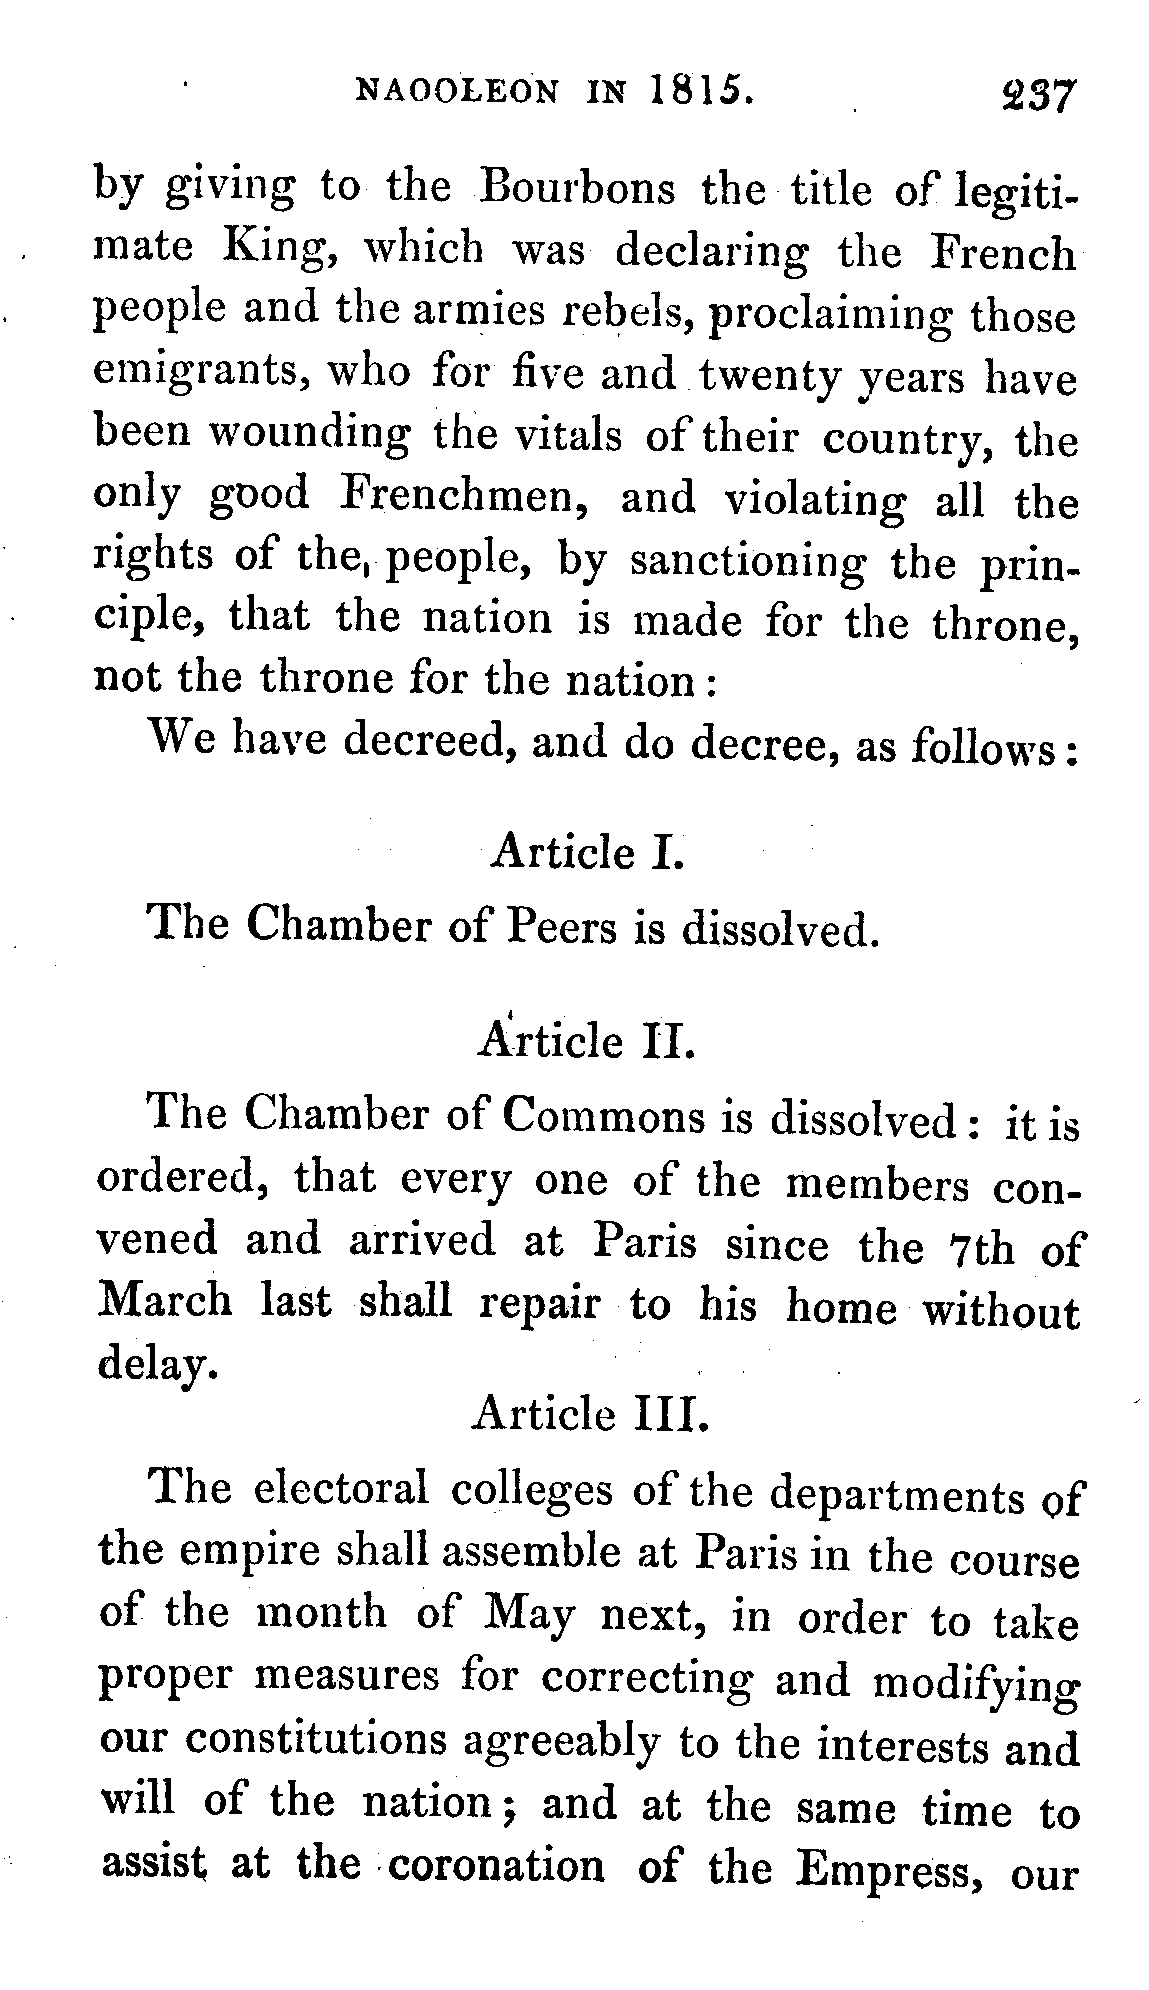 NAOOLEON IN 1815. 237
by giving to the Bourbons the title of legiti-
mate King, which was declaring the French
people and the armies rebels, proclaiming those
emigrants, who for five and twenty years have
been wounding the vitals of their country, the
only good Frenchmen, and violating all the
rights of the, people, by sanctioning the prin-
ciple, that the nation is made for the throne,
not the throne for the nation :
We have decreed, and do decree, as follows :
Article I.
The Chamber of Peers is dissolved.
Article II.
The Chamber of Commons is dissolved : it is
ordered, that every one of the members con-
vened and arrived at Paris since the 7th of
March last shall repair to his home without
delay.
Article III.
The electoral colleges of the departments of
the empire shall assemble at Paris in the course
of the month of May next, in order to take
proper measures for correcting and modifying
our constitutions agreeably to the interests and
will of the nation ; and at the same time to
assist at the coronation of the Empress, our